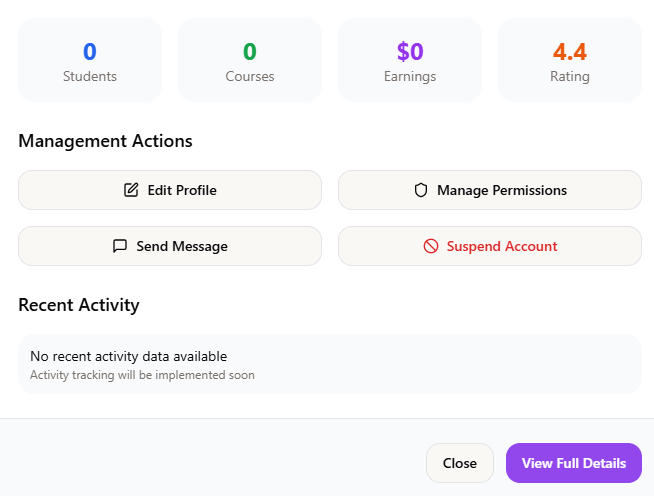 0
Students
0
Courses
$0
Earnings
4.4
Rating
Management Actions
Edit Profile
Manage Permissions
Send Message
Suspend Account
Recent Activity
No recent activity data available
Activity tracking will be implemented soon
Close
View Full Details